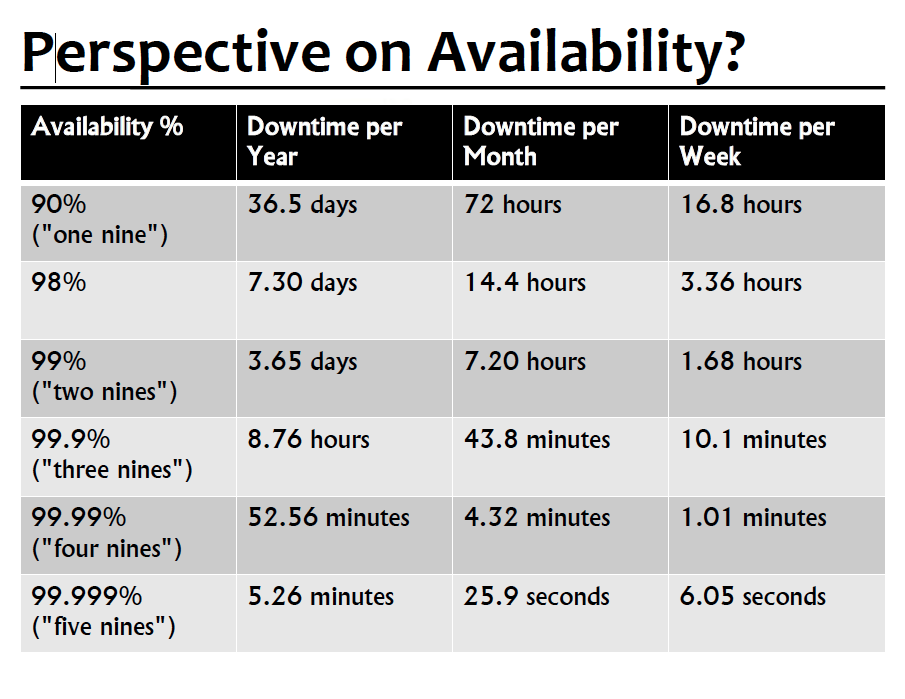 Perspective on Availability?
Availability % Downtime per Year Downtime per Month Downtime per Week
90% ("one nine") 36.5 days 72 hours 16.8 hours
98% 7.30 days 14.4 hours 3.36 hours
99% ("two nines") 3.65 days 7.20 hours 1.68 hours
99.9% ("three nines") 8.76 hours 43.8 minutes 10.1 minutes
99.99% ("four nines") 52.56 minutes 4.32 minutes 1.01 minutes
99.999% ("five nines") 5.26 minutes 25.9 seconds 6.05 seconds